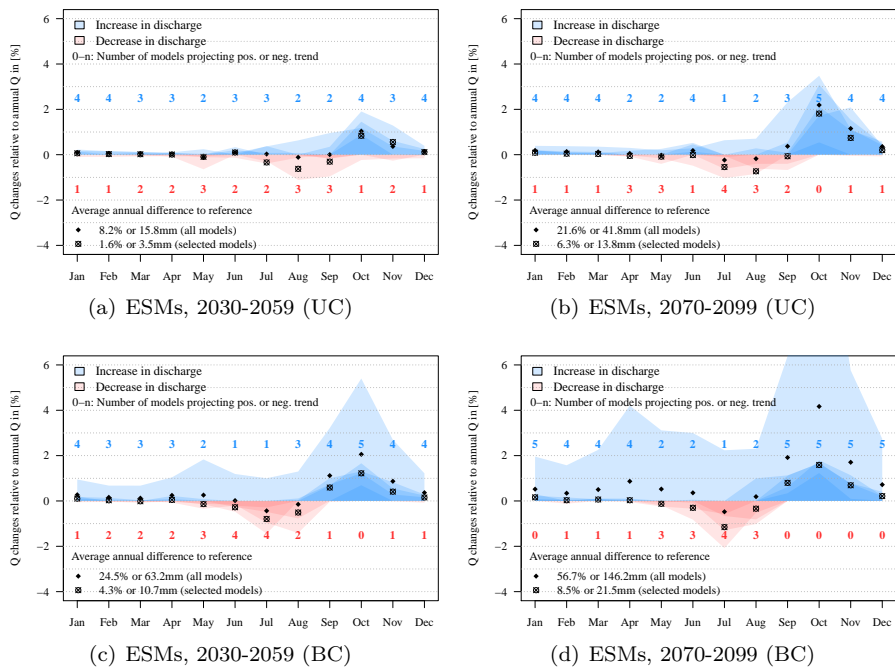 Q changes relative to annual Q in [%]
6
4
2
0
−2
−4
Increase in discharge
Decrease in discharge
0−n: Number of models projecting pos. or neg. trend
4 4 3 3 2 3 2 2 3 4 3 4
1 1 2 2 3 2 3 3 2 1 2 1
Average annual difference to reference
8.2% or 15.8mm (all models)
1.6% or 3.5mm (selected models)
Jan Feb Mar Apr May Jun Jul Aug Sep Oct Nov Dec
(a) ESMs, 2030-2059 (UC)
Q changes relative to annual Q in [%]
6
4
2
0
−2
−4
Increase in discharge
Decrease in discharge
0−n: Number of models projecting pos. or neg. trend
4 4 4 2 2 4 1 2 3 5 4 4
1 1 1 3 3 1 4 3 2 0 1 1
Average annual difference to reference
21.6% or 41.8mm (all models)
6.3% or 13.8mm (selected models)
Jan Feb Mar Apr May Jun Jul Aug Sep Oct Nov Dec
(b) ESMs, 2070-2099 (UC)
Q changes relative to annual Q in [%]
6
4
2
0
−2
−4
Increase in discharge
Decrease in discharge
0−n: Number of models projecting pos. or neg. trend
4 3 3 3 2 1 1 3 4 5 4 4
1 2 2 2 3 4 4 2 1 0 1 1
Average annual difference to reference
24.5% or 63.2mm (all models)
4.3% or 10.7mm (selected models)
Jan Feb Mar Apr May Jun Jul Aug Sep Oct Nov Dec
(c) ESMs, 2030-2059 (BC)
Q changes relative to annual Q in [%]
6
4
2
0
−2
−4
Increase in discharge
Decrease in discharge
0−n: Number of models projecting pos. or neg. trend
5 4 4 4 2 2 1 2 5 5 5 5
0 1 1 1 3 3 4 3 0 0 0 0
Average annual difference to reference
56.7% or 146.2mm (all models)
8.5% or 21.5mm (selected models)
Jan Feb Mar Apr May Jun Jul Aug Sep Oct Nov Dec
(d) ESMs, 2070-2099 (BC)